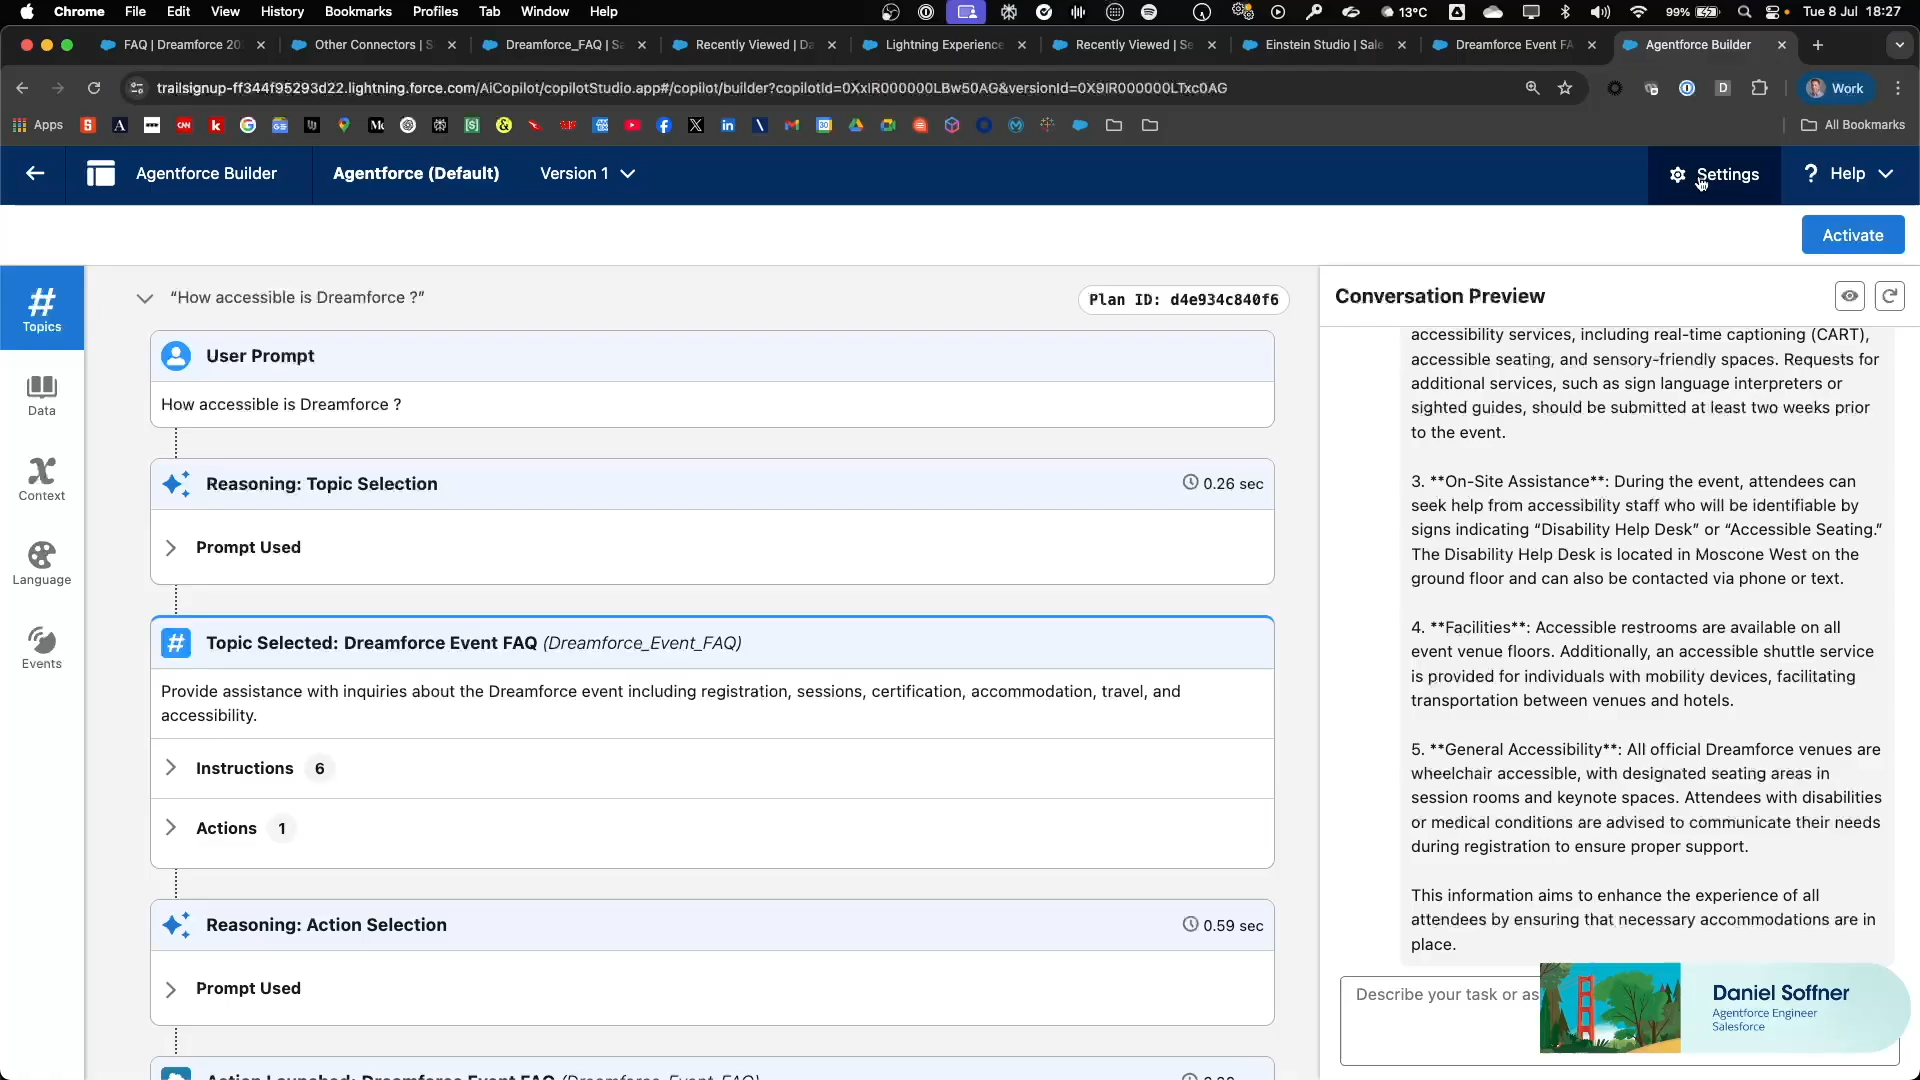 Chrome File Edit View History Bookmarks Profiles Tab Window Help 13°C 99% Tue 8 Jul 18:27
FAQ | Dreamforce 20 Other Connectors | S Dreamforce_FAQ | Sa Recently Viewed | Da Lightning Experience Recently Viewed | Se Einstein Studio | Sale Dreamforce Event FA Agentforce Builder
trailsignup-ff344f95293d22.lightning.force.com/AiCopilot/copilotStudio.app#/copilot/builder?copilotId=0XxIR000000LBw50AG&versionId=0X9IR000000LTxc0AG Work
Apps All Bookmarks
Agentforce Builder Agentforce (Default) Version 1 Settings ? Help
Activate
# Topics
Data
Context
Language
Events
“How accessible is Dreamforce ?” Plan ID: d4e934c840f6
User Prompt
How accessible is Dreamforce ?
Reasoning: Topic Selection 0.26 sec
Prompt Used
# Topic Selected: Dreamforce Event FAQ (Dreamforce_Event_FAQ)
Provide assistance with inquiries about the Dreamforce event including registration, sessions, certification, accommodation, travel, and
accessibility.
Instructions 6
Actions 1
Reasoning: Action Selection 0.59 sec
Prompt Used
Action Launched: Dreamforce Event FAQ (Dreamforce_Event_FAQ)
Conversation Preview
accessibility services, including real-time captioning (CART),
accessible seating, and sensory-friendly spaces. Requests for
additional services, such as sign language interpreters or
sighted guides, should be submitted at least two weeks prior
to the event.
3. **On-Site Assistance**: During the event, attendees can
seek help from accessibility staff who will be identifiable by
signs indicating “Disability Help Desk” or “Accessible Seating.”
The Disability Help Desk is located in Moscone West on the
ground floor and can also be contacted via phone or text.
4. **Facilities**: Accessible restrooms are available on all
event venue floors. Additionally, an accessible shuttle service
is provided for individuals with mobility devices, facilitating
transportation between venues and hotels.
5. **General Accessibility**: All official Dreamforce venues are
wheelchair accessible, with designated seating areas in
session rooms and keynote spaces. Attendees with disabilities
or medical conditions are advised to communicate their needs
during registration to ensure proper support.
This information aims to enhance the experience of all
attendees by ensuring that necessary accommodations are in
place.
Describe your task or as
Daniel Soffner
Agentforce Engineer
Salesforce